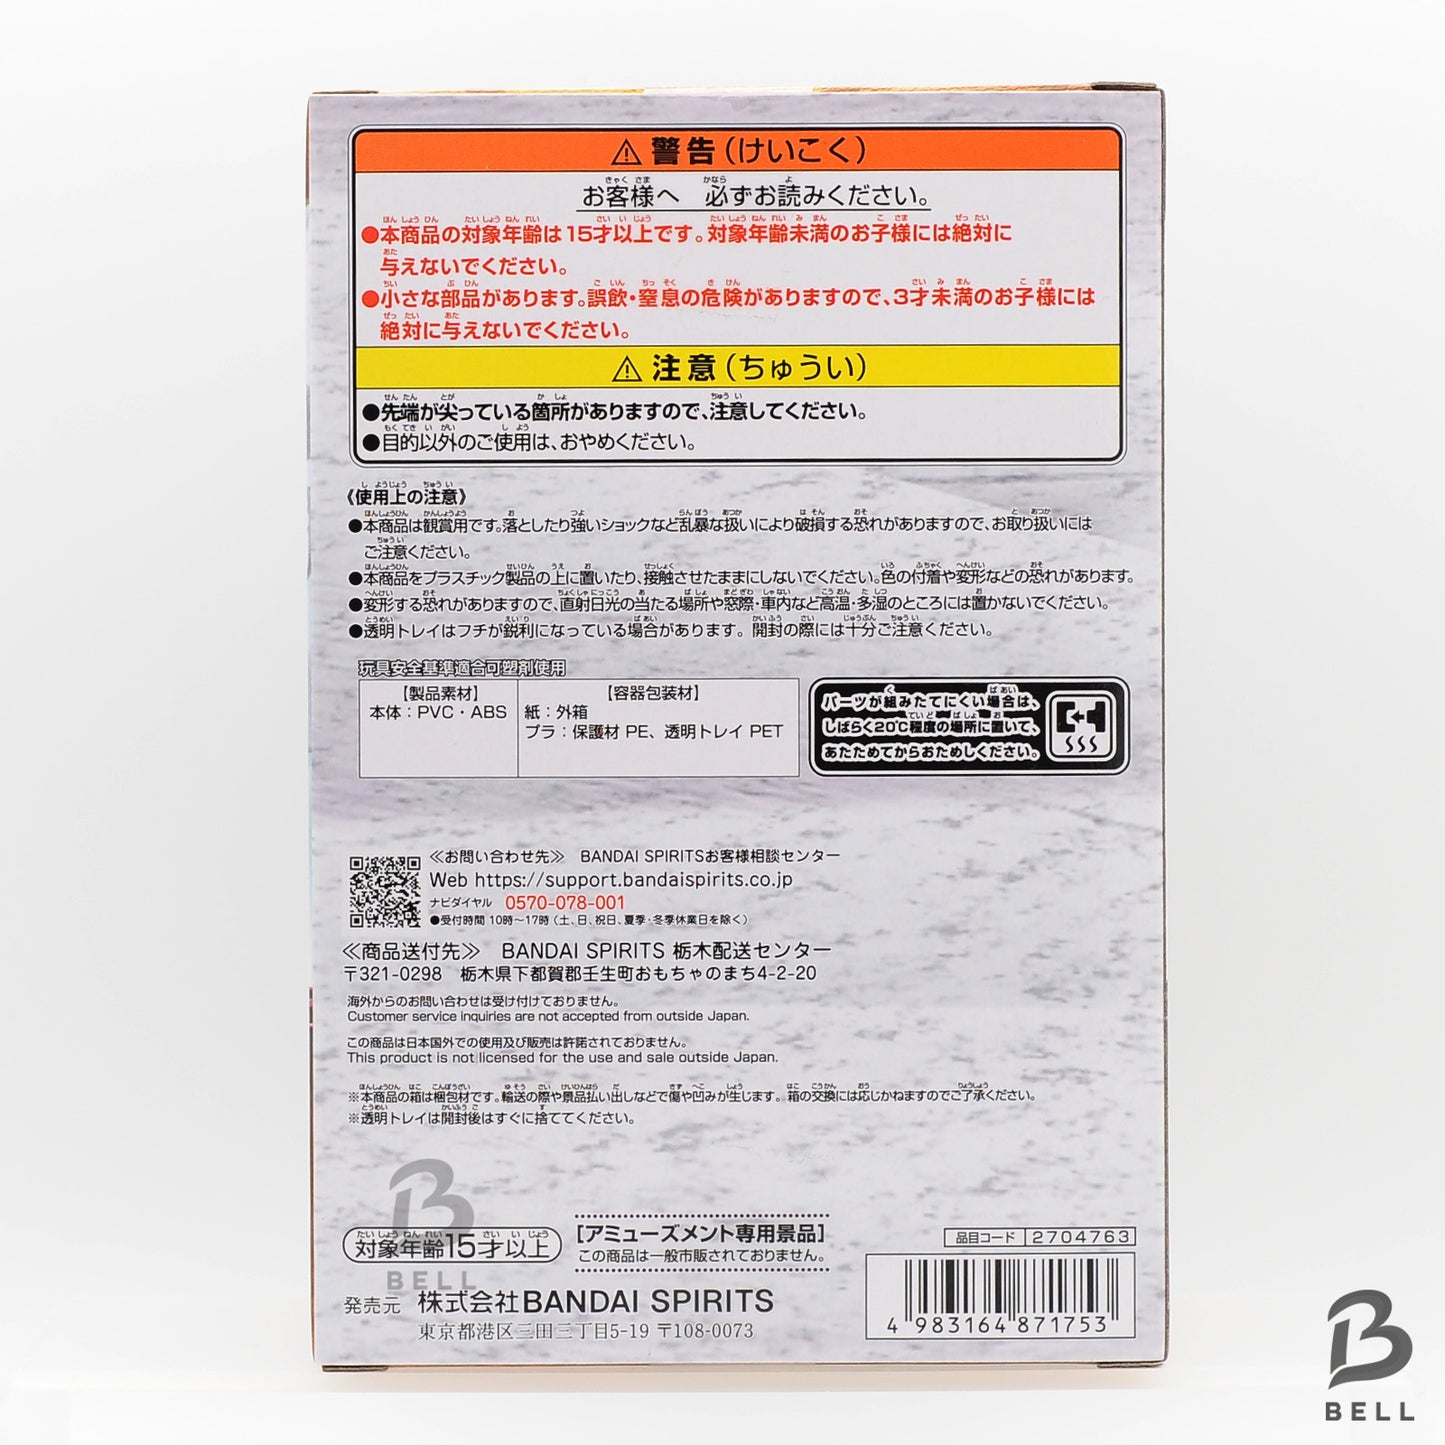 ⚠ 警告(けいこく)
お客様へ 必ずお読みください。
●本商品の対象年齢は15才以上です。対象年齢未満のお子様には絶対に
与えないでください。
●小さな部品があります。誤飲・窒息の危険がありますので、3才未満のお子様には
絶対に与えないでください。
⚠ 注意(ちゅうい)
●先端が尖っている箇所がありますので、注意してください。
●目的以外のご使用は、おやめください。
《使用上の注意》
●本商品は観賞用です。落としたり強いショックなど乱暴な扱いにより破損する恐れがありますので、お取り扱いには
ご注意ください。
●本商品をプラスチック製品の上に置いたり、接触させたままにしないでください。色の付着や変形などの恐れがあります。
●変形する恐れがありますので、直射日光の当たる場所や窓際・車内など高温・多湿のところには置かないでください。
●透明トレイはフチが鋭利になっている場合があります。開封の際には十分ご注意ください。
玩具安全基準適合可塑剤使用
【製品素材】
本体：PVC・ABS
【容器包装材】
紙：外箱
プラ：保護材 PE、透明トレイ PET
パーツが組みたてにくい場合は、
しばらく20℃程度の場所に置いて、
あたためてからおためしください。
≪お問い合わせ先≫ BANDAI SPIRITSお客様相談センター
Web https://support.bandaispirits.co.jp
ナビダイヤル 0570-078-001
●受付時間 10時～17時（土、日、祝日、夏季・冬季休業日を除く）
≪商品送付先≫ BANDAI SPIRITS 栃木配送センター
〒321-0298 栃木県下都賀郡壬生町おもちゃのまち4-2-20
海外からのお問い合わせは受け付けておりません。
Customer service inquiries are not accepted from outside Japan.
この商品は日本国外での使用及び販売は許諾されておりません。
This product is not licensed for the use and sale outside Japan.
※本商品の箱は梱包材です。輸送の際や景品払い出しなどで傷や凹みが生じます。箱の交換には応じかねますのでご了承ください。
※透明トレイは開封後はすぐに捨ててください。
対象年齢15才以上
[アミューズメント専用景品]
この商品は一般市販されておりません。
品目コード 2704763
BELL
発売元 株式会社BANDAI SPIRITS
東京都港区三田三丁目5-19 〒108-0073
4 983164 871753
BELL